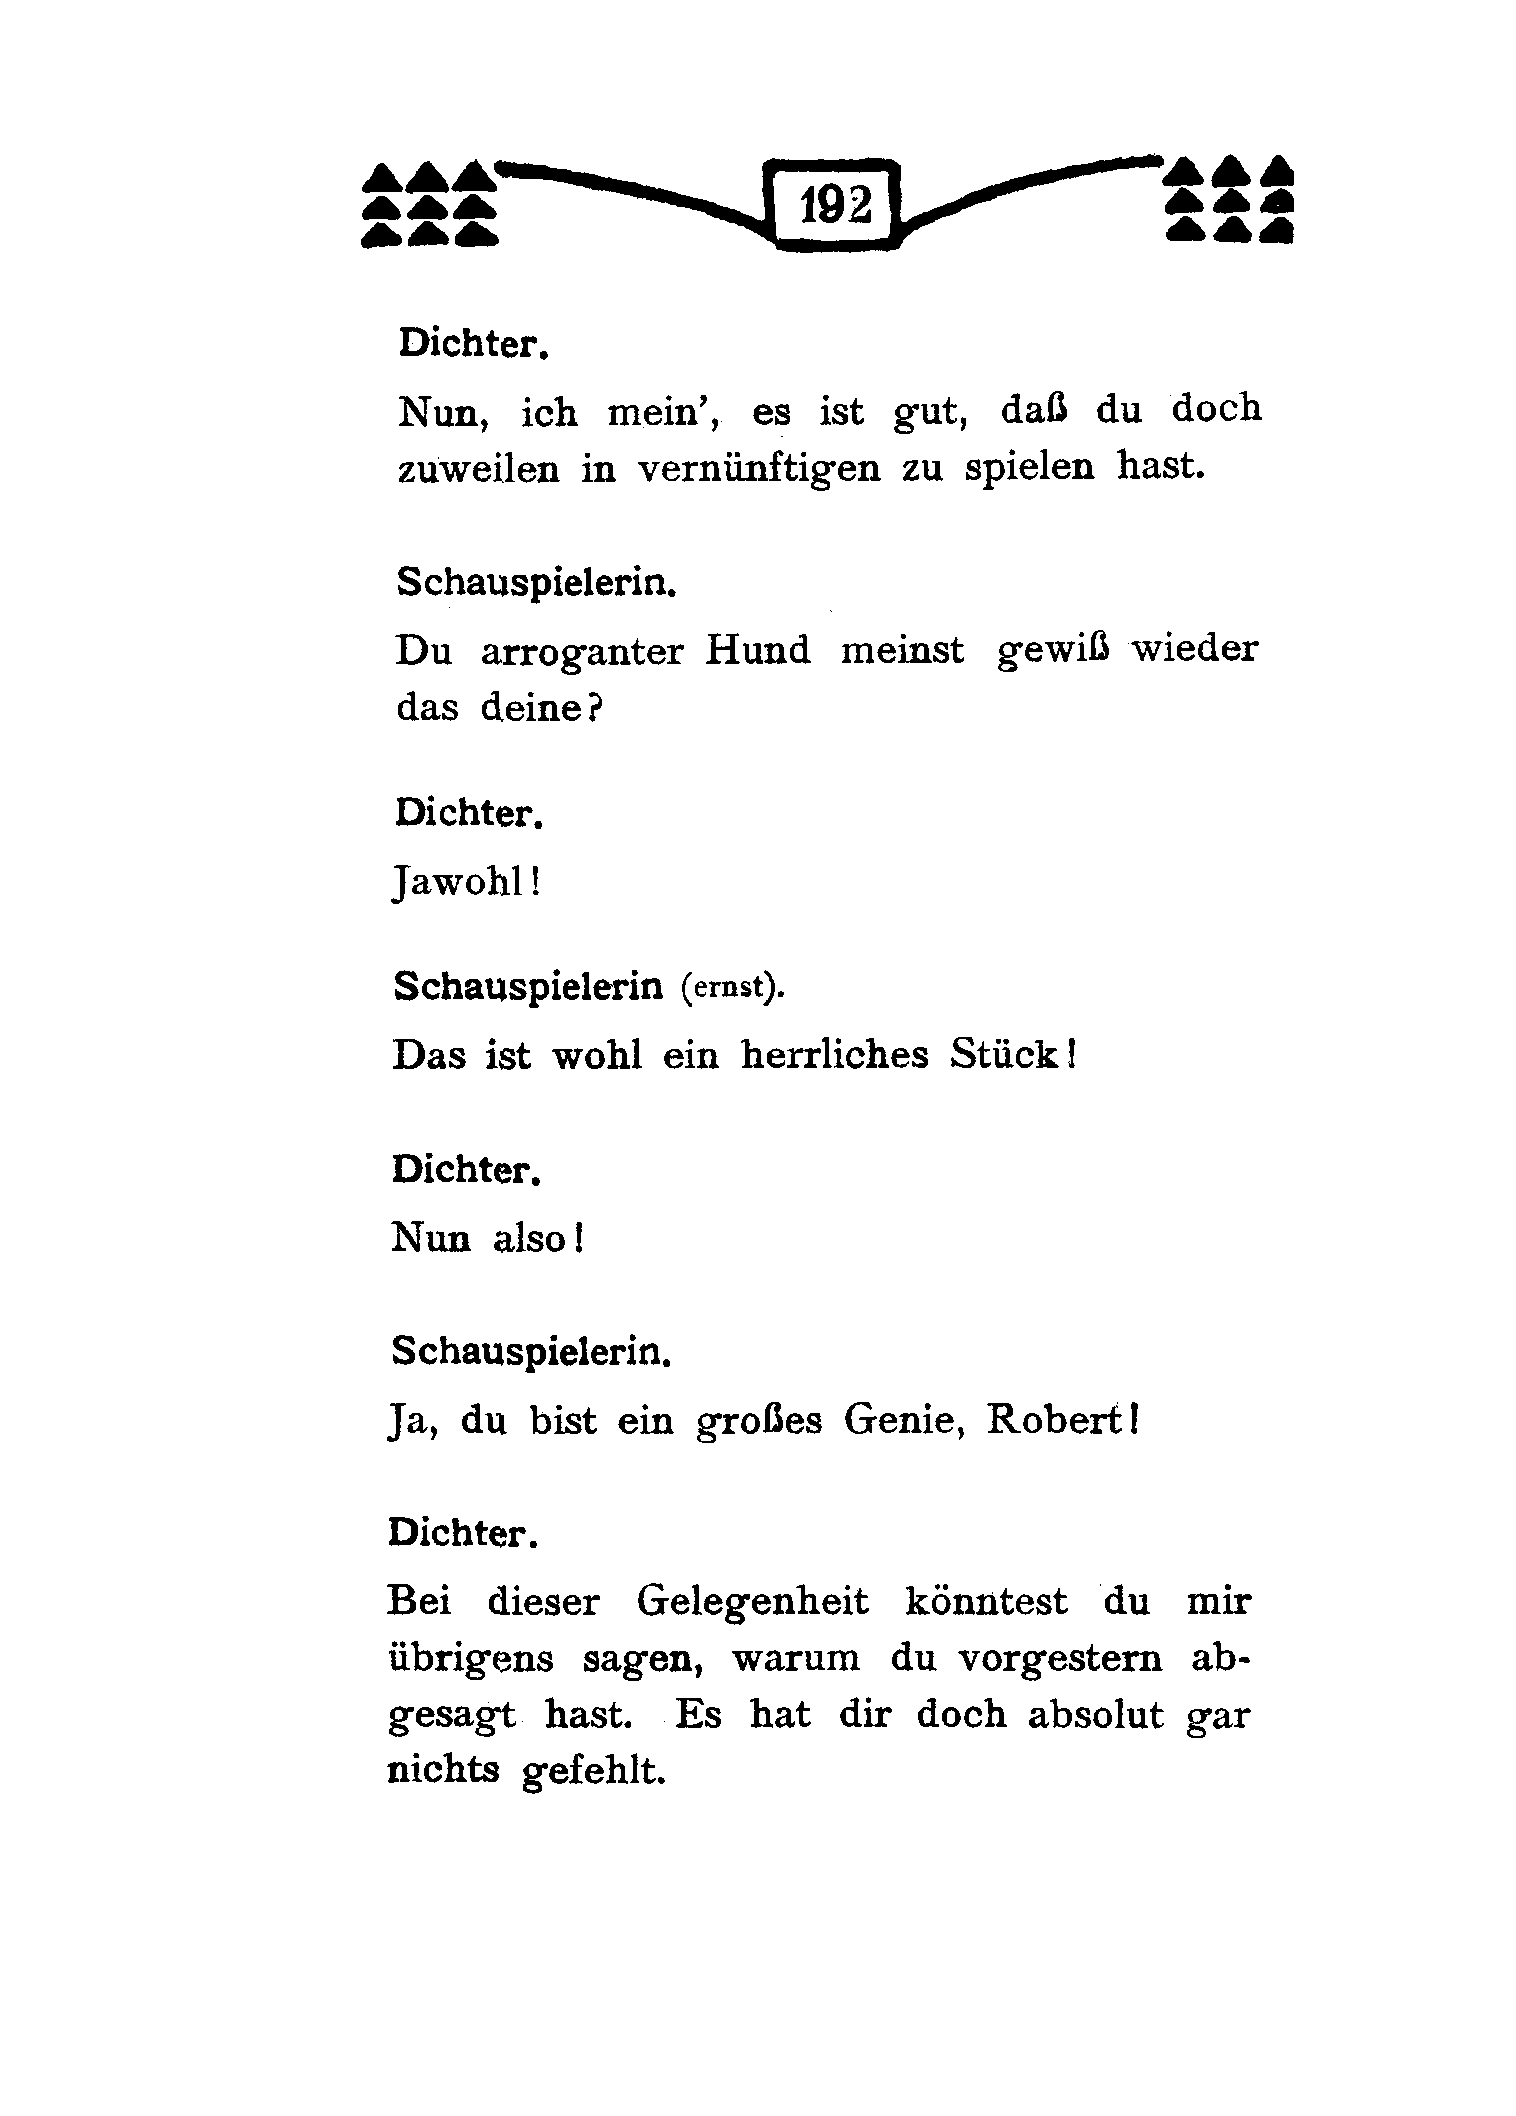 192
Dichter.
Nun, ich mein’, es ist gut, daß du doch
zuweilen in vernünftigen zu spielen hast.
Schauspielerin.
Du arroganter Hund meinst gewiß wieder
das deine?
Dichter.
Jawohl!
Schauspielerin (ernst).
Das ist wohl ein herrliches Stück!
Dichter.
Nun also!
Schauspielerin.
Ja, du bist ein großes Genie, Robert!
Dichter.
Bei dieser Gelegenheit könntest du mir
übrigens sagen, warum du vorgestern ab-
gesagt hast. Es hat dir doch absolut gar
nichts gefehlt.